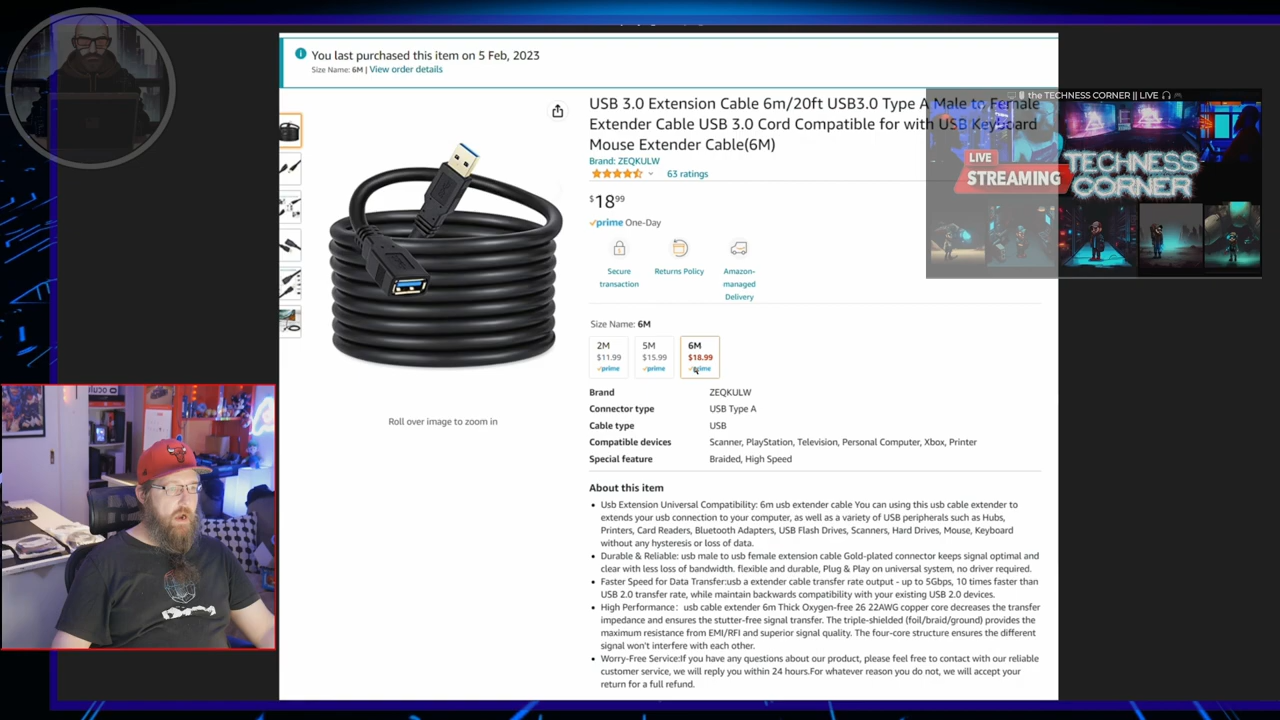 You last purchased this item on 5 Feb, 2023
Size Name: 6M | View order details
USB 3.0 Extension Cable 6m/20ft USB3.0 Type A Male to Female
Extender Cable USB 3.0 Cord Compatible for with USB Keyboard
Mouse Extender Cable(6M)
Brand: ZEQKULW
63 ratings
$18.99
prime One-Day
Secure transaction
Returns Policy
Amazon-managed Delivery
Size Name: 6M
2M
$11.99
prime
5M
$15.99
prime
6M
$18.99
prime
Brand ZEQKULW
Connector type USB Type A
Cable type USB
Compatible devices Scanner, PlayStation, Television, Personal Computer, Xbox, Printer
Special feature Braided, High Speed
Roll over image to zoom in
About this item
• Usb Extension Universal Compatibility: 6m usb extender cable You can using this usb cable extender to
extends your usb connection to your computer, as well as a variety of USB peripherals such as Hubs,
Printers, Card Readers, Bluetooth Adapters, USB Flash Drives, Scanners, Hard Drives, Mouse, Keyboard
without any hysteresis or loss of data.
• Durable & Reliable: usb male to usb female extension cable Gold-plated connector keeps signal optimal and
clear with less loss of bandwidth. flexible and durable, Plug & Play on universal system, no driver required.
• Faster Speed for Data Transfer:usb a extender cable transfer rate output - up to 5Gbps, 10 times faster than
USB 2.0 transfer rate, while maintain backwards compatibility with your existing USB 2.0 devices.
• High Performance： usb cable extender 6m Thick Oxygen-free 26 22AWG copper core decreases the transfer
impedance and ensures the stutter-free signal transfer. The triple-shielded (foil/braid/ground) provides the
maximum resistance from EMI/RFI and superior signal quality. The four-core structure ensures the different
signal won't interfere with each other.
• Worry-Free Service:If you have any questions about our product, please feel free to contact with our reliable
customer service, we will reply you within 24 hours.For whatever reason you do not, we will accept your
return for a full refund.
the TECHNESS CORNER || LIVE
LIVE
STREAMING
TECHNESS
CORNER